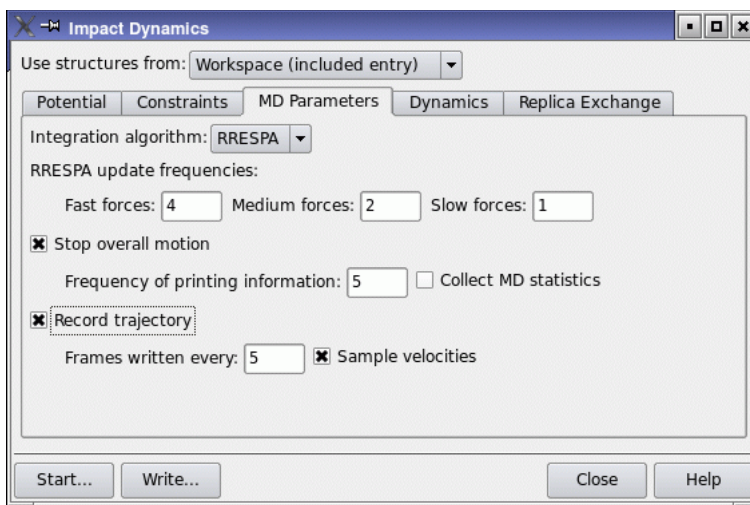 Impact Dynamics
Use structures from: Workspace (included entry)
Potential Constraints MD Parameters Dynamics Replica Exchange
Integration algorithm: RRESPA
RRESPA update frequencies:
Fast forces: 4 Medium forces: 2 Slow forces: 1
Stop overall motion
Frequency of printing information: 5 Collect MD statistics
Record trajectory
Frames written every: 5 Sample velocities
Start... Write... Close Help